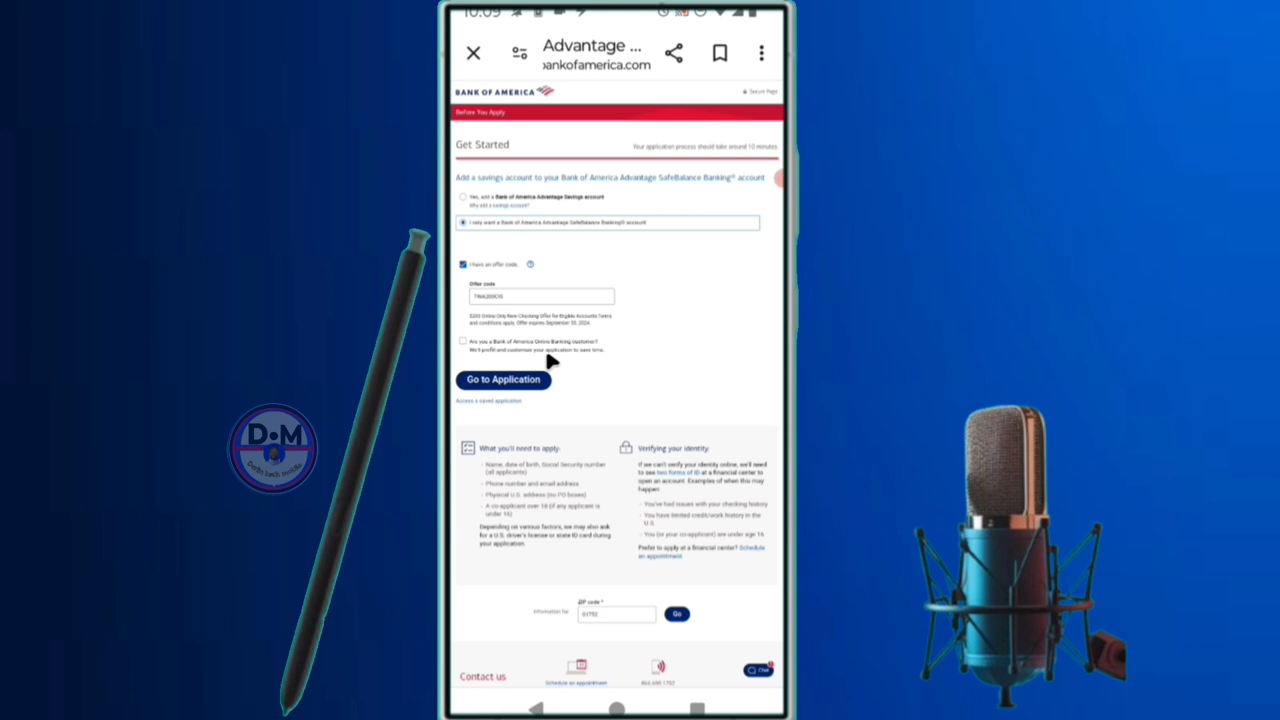 10:09
Advantage ...
bankofamerica.com
BANK OF AMERICA
Secure Page
Before You Apply
Get Started
Your application process should take around 10 minutes.
Add a savings account to your Bank of America Advantage SafeBalance Banking® account
Yes, add a Bank of America Advantage Savings account
Why add a savings account?
I only want a Bank of America Advantage SafeBalance Banking® account
I have an offer code.
Offer code
$200 Online Only New Checking Offer for Eligible Accounts Terms
and conditions apply. Offer expires September 30, 2024.
Are you a Bank of America Online Banking customer?
We'll prefill and customize your application to save time.
Go to Application
Access a saved application
What you'll need to apply:
Name, date of birth, Social Security number
(all applicants)
Phone number and email address
Physical U.S. address (no PO boxes)
A co-applicant over 18 (if any applicant is
under 16)
Depending on various factors, we may also ask
for a U.S. driver's license or state ID card during
your application.
Verifying your identity:
If we can't verify your identity online, we'll need
to see two forms of ID at a financial center to
open an account. Examples of when this may
happen:
You've had issues with your checking history
You have limited credit/work history in the
U.S.
You (or your co-applicant) are under age 16
Prefer to apply at a financial center? Schedule
an appointment
Information for:
ZIP code *
Go
Contact us
Schedule an appointment
Chat
D.M